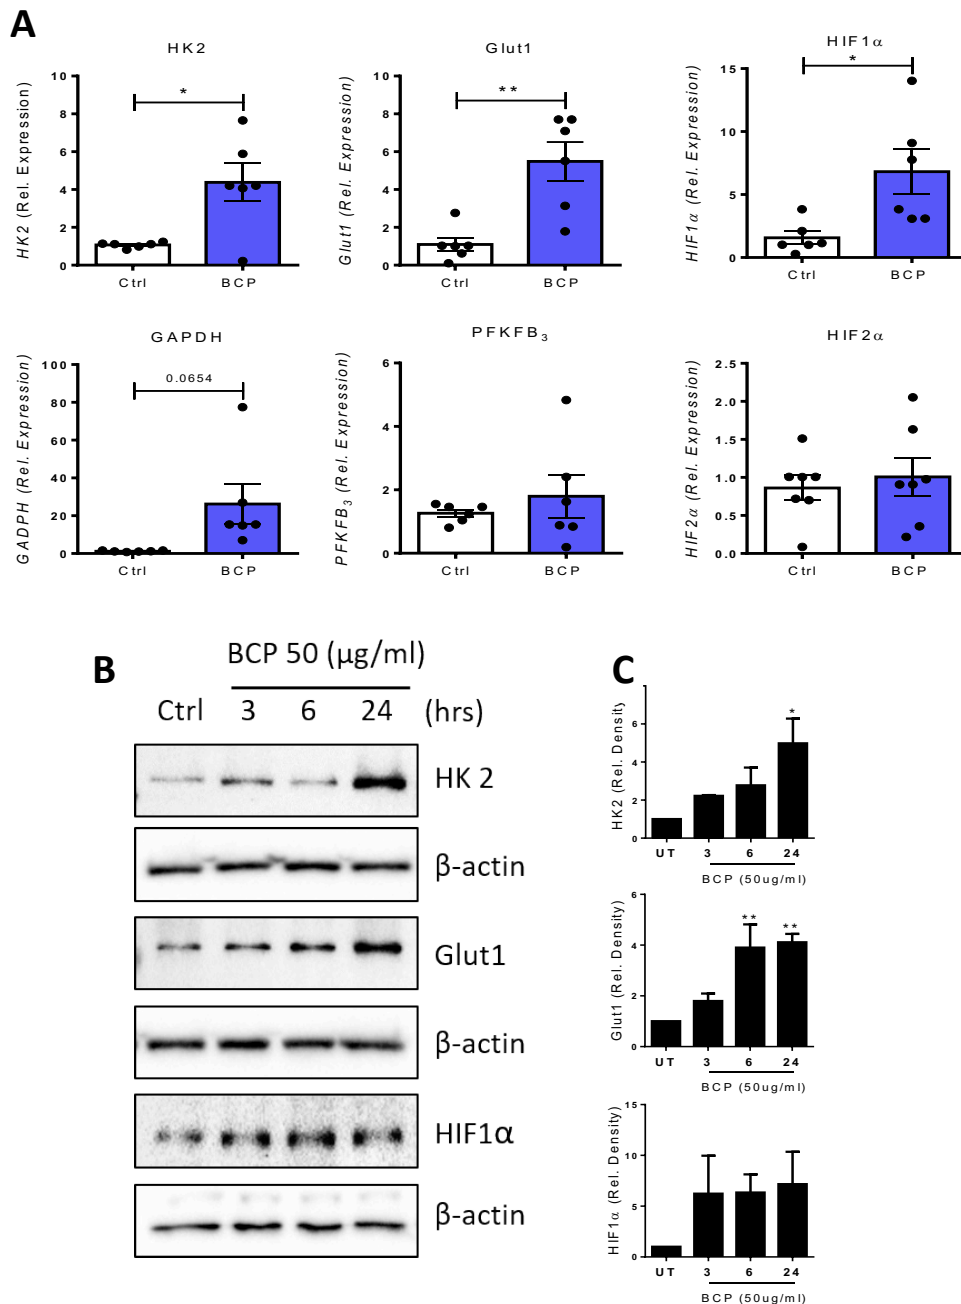 A
HK2
HK2 (Rel. Expression)
10
8
6
4
2
0
*
Ctrl
BCP
Glut1
Glut1 (Rel. Expression)
10
8
6
4
2
0
**
Ctrl
BCP
HIF1α
HIF1α (Rel. Expression)
15
10
5
0
*
Ctrl
BCP
GAPDH
GADPH (Rel. Expression)
100
80
60
40
20
0
0.0654
Ctrl
BCP
PFKFB3
PFKFB3 (Rel. Expression)
6
4
2
0
Ctrl
BCP
HIF2α
HIF2α (Rel. Expression)
2.5
2.0
1.5
1.0
0.5
0.0
Ctrl
BCP
B
BCP 50 (μg/ml)
Ctrl 3 6 24 (hrs)
HK 2
β-actin
Glut1
β-actin
HIF1α
β-actin
C
HK2 (Rel. Density)
8
6
4
2
0
*
UT 3 6 24
BCP (50ug/ml)
Glut1 (Rel. Density)
6
4
2
0
** **
UT 3 6 24
BCP (50ug/ml)
HIF1α (Rel. Density)
15
10
5
0
UT 3 6 24
BCP (50ug/ml)